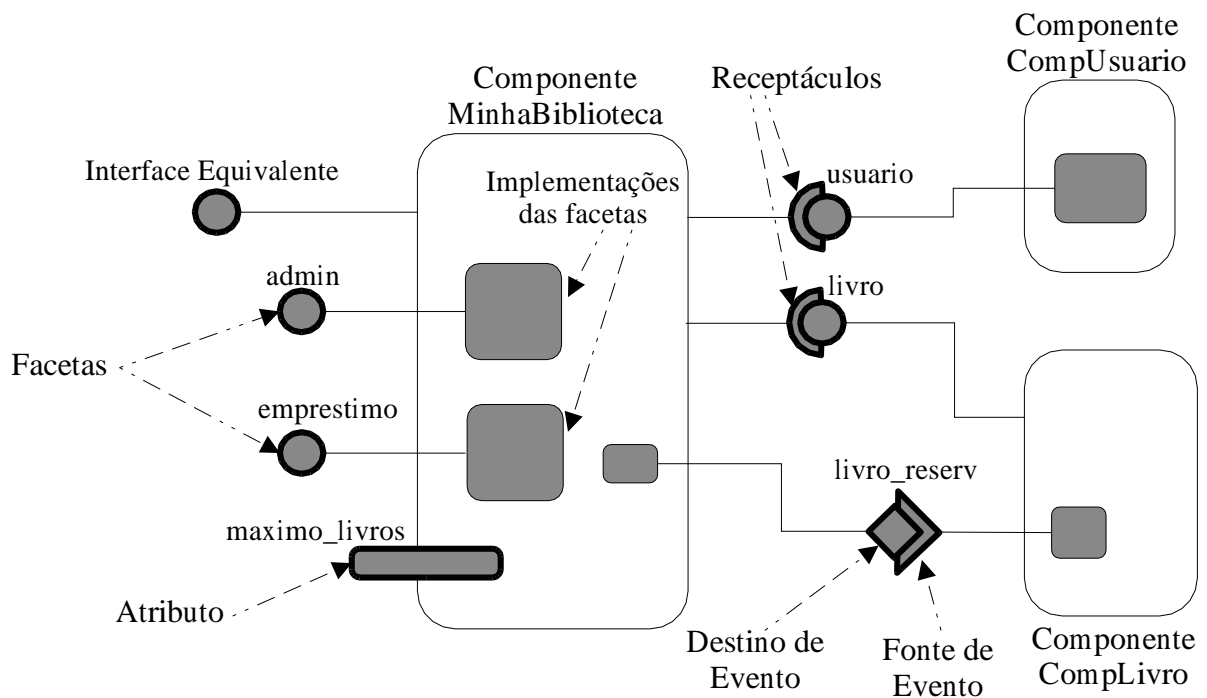 Componente
CompUsuario
Componente
MinhaBiblioteca
Receptáculos
Interface Equivalente
Implementações
das facetas
usuario
admin
livro
Facetas
emprestimo
livro_reserv
maximo_livros
Atributo
Destino de
Evento
Fonte de
Evento
Componente
CompLivro